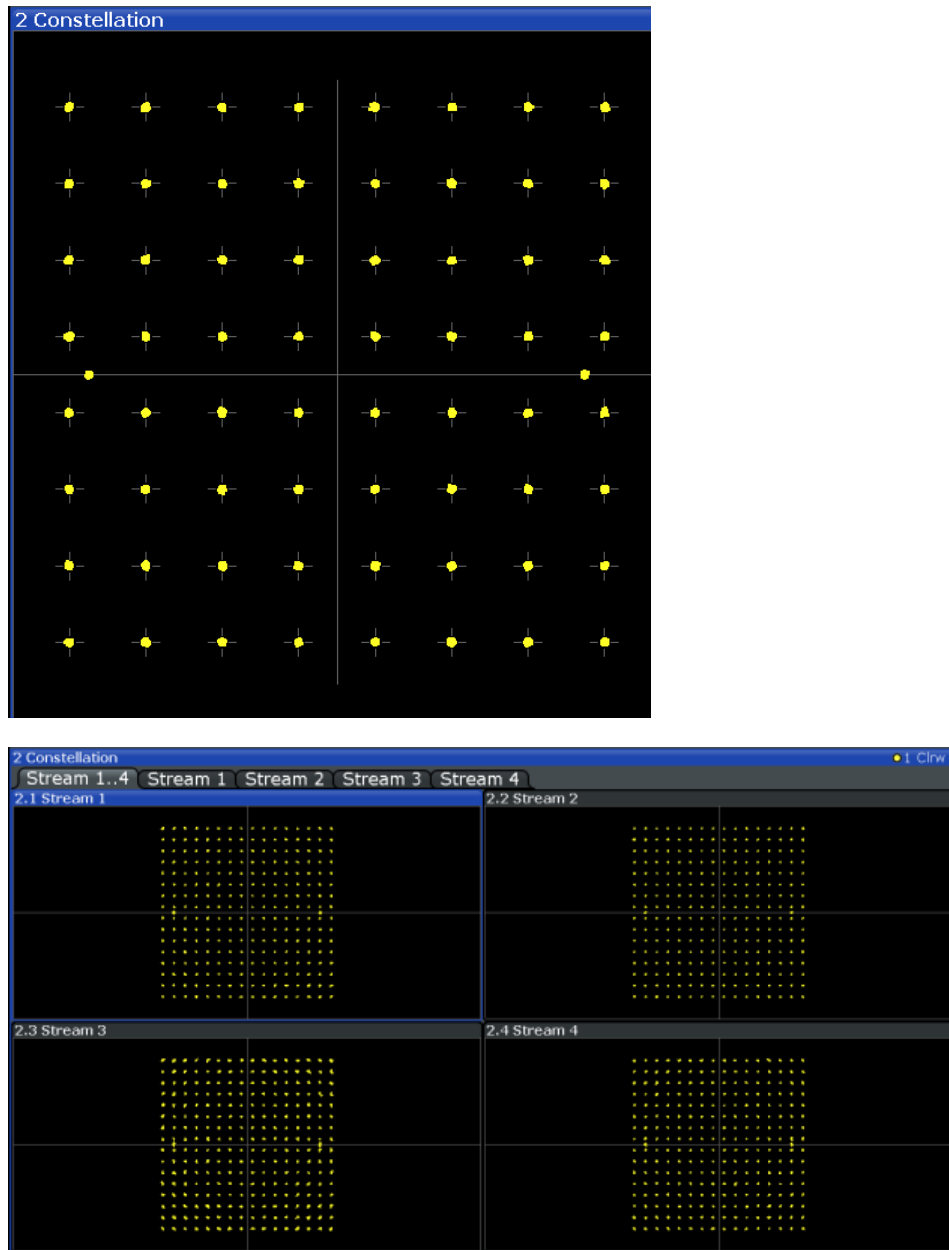 2 Constellation
2 Constellation
1 Clrw
Stream 1..4 Stream 1 Stream 2 Stream 3 Stream 4
2.1 Stream 1
2.2 Stream 2
2.3 Stream 3
2.4 Stream 4